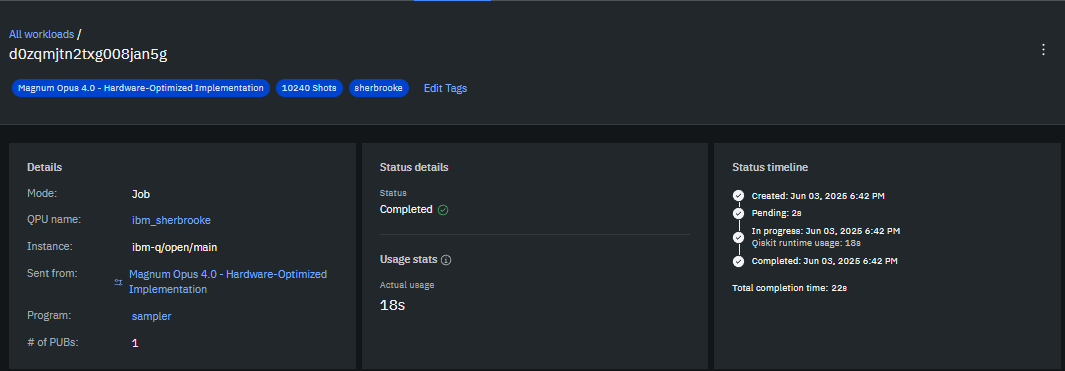 All workloads /
d0zqmjtn2txg008jan5g
Magnum Opus 4.0 - Hardware-Optimized Implementation 10240 Shots sherbrooke Edit Tags
Details
Mode: Job
QPU name: ibm_sherbrooke
Instance: ibm-q/open/main
Sent from: Magnum Opus 4.0 - Hardware-Optimized
Implementation
Program: sampler
# of PUBs: 1
Status details
Status
Completed
Usage stats
Actual usage
18s
Status timeline
Created: Jun 03, 2025 6:42 PM
Pending: 2s
In progress: Jun 03, 2025 6:42 PM
Qiskit runtime usage: 18s
Completed: Jun 03, 2025 6:42 PM
Total completion time: 22s